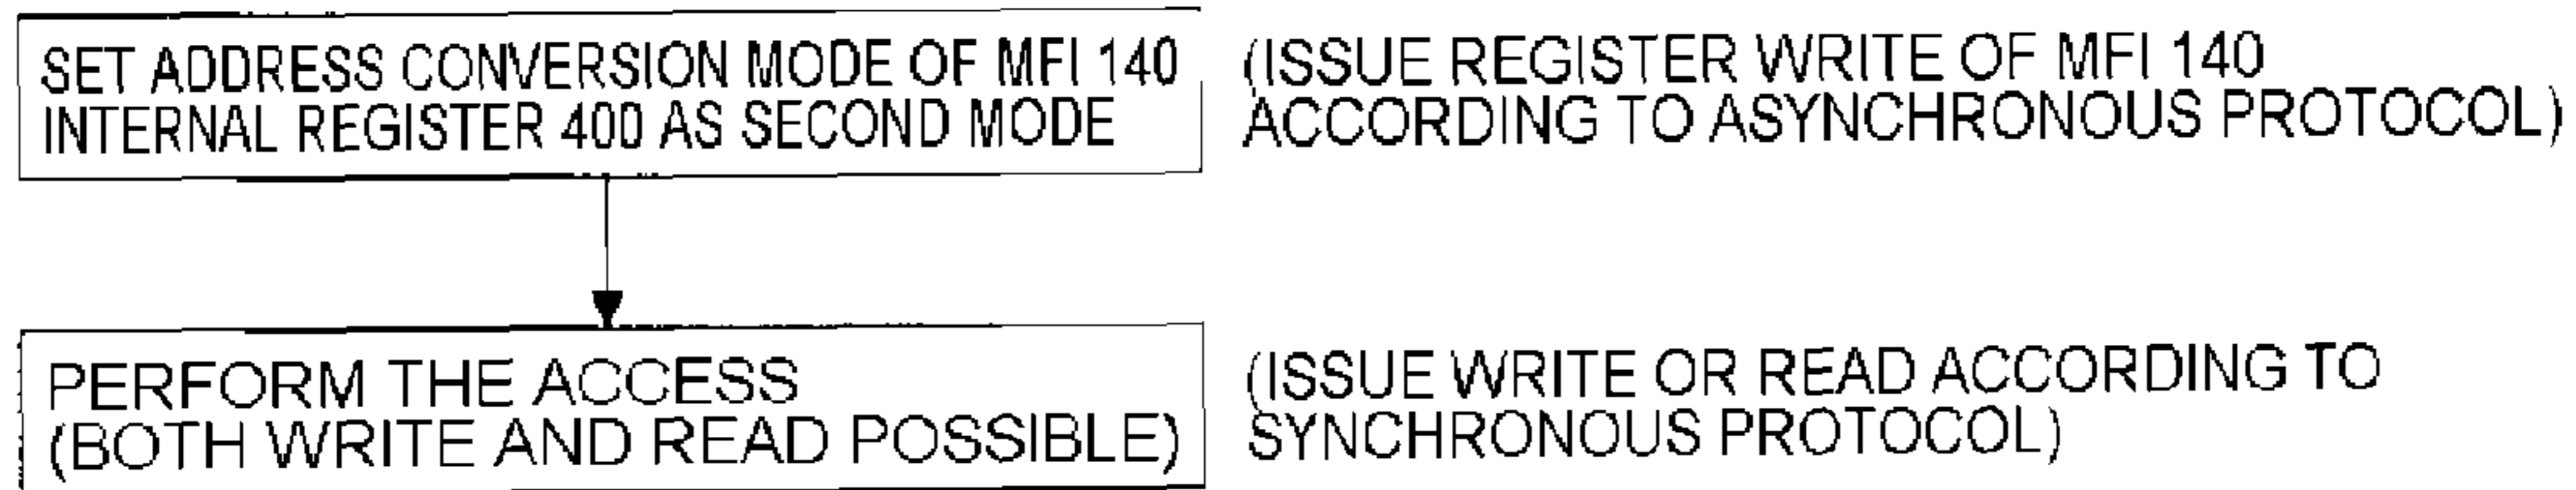 SET ADDRESS CONVERSION MODE OF MFI 140
INTERNAL REGISTER 400 AS SECOND MODE
(ISSUE REGISTER WRITE OF MFI 140
ACCORDING TO ASYNCHRONOUS PROTOCOL)
PERFORM THE ACCESS
(BOTH WRITE AND READ POSSIBLE)
(ISSUE WRITE OR READ ACCORDING TO
SYNCHRONOUS PROTOCOL)